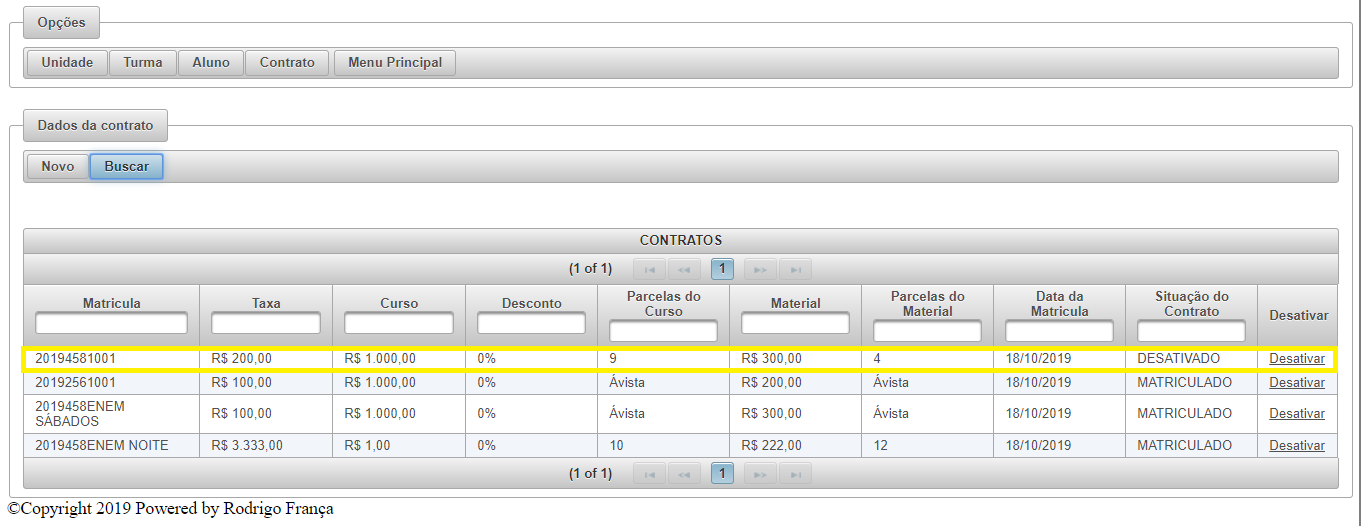 Opções
Unidade Turma Aluno Contrato Menu Principal
Dados da contrato
Novo Buscar
CONTRATOS
(1 of 1) 1
Matricula Taxa Curso Desconto Parcelas do Curso Material Parcelas do Material Data da Matricula Situação do Contrato Desativar
20194581001 R$ 200,00 R$ 1.000,00 0% 9 R$ 300,00 4 18/10/2019 DESATIVADO Desativar
20192561001 R$ 100,00 R$ 1.000,00 0% Ávista R$ 200,00 Ávista 18/10/2019 MATRICULADO Desativar
2019458ENEM SÁBADOS R$ 100,00 R$ 1.000,00 0% Ávista R$ 300,00 Ávista 18/10/2019 MATRICULADO Desativar
2019458ENEM NOITE R$ 3.333,00 R$ 1,00 0% 10 R$ 222,00 12 18/10/2019 MATRICULADO Desativar
(1 of 1) 1
©Copyright 2019 Powered by Rodrigo França